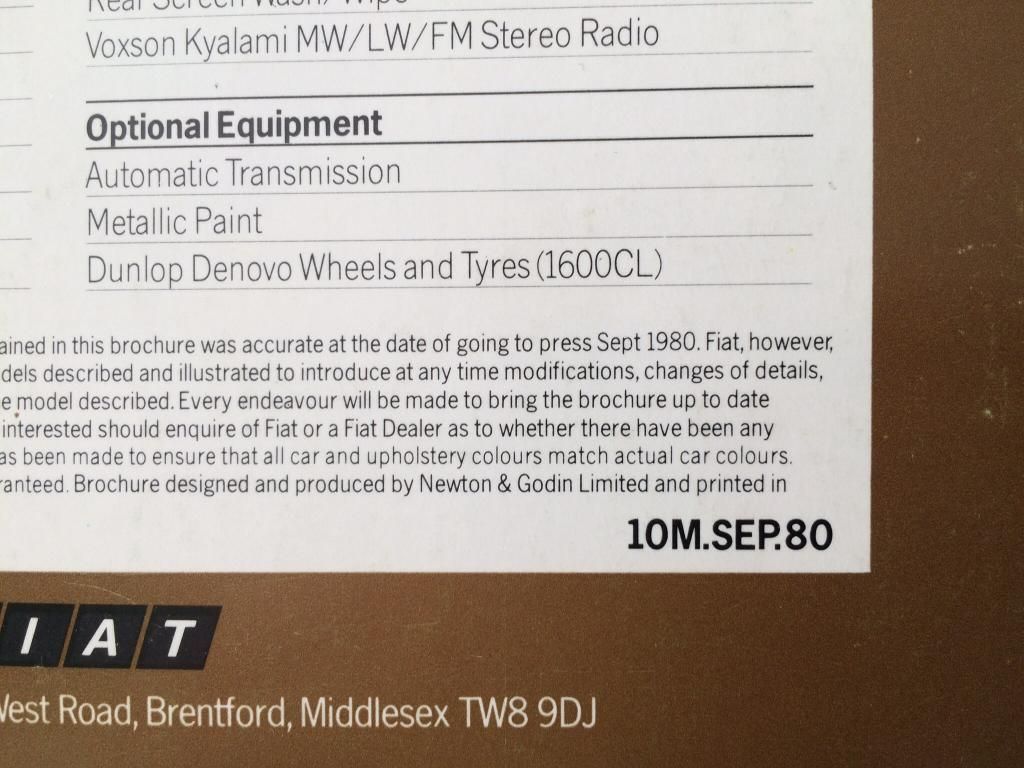 Rear Screen Wash/Wipe
Voxson Kyalami MW/LW/FM Stereo Radio
Optional Equipment
Automatic Transmission
Metallic Paint
Dunlop Denovo Wheels and Tyres (1600CL)
ained in this brochure was accurate at the date of going to press Sept 1980. Fiat, however,
dels described and illustrated to introduce at any time modifications, changes of details,
e model described. Every endeavour will be made to bring the brochure up to date
interested should enquire of Fiat or a Fiat Dealer as to whether there have been any
as been made to ensure that all car and upholstery colours match actual car colours.
ranteed. Brochure designed and produced by Newton & Godin Limited and printed in
10M.SEP.80
IAT
West Road, Brentford, Middlesex TW8 9DJ